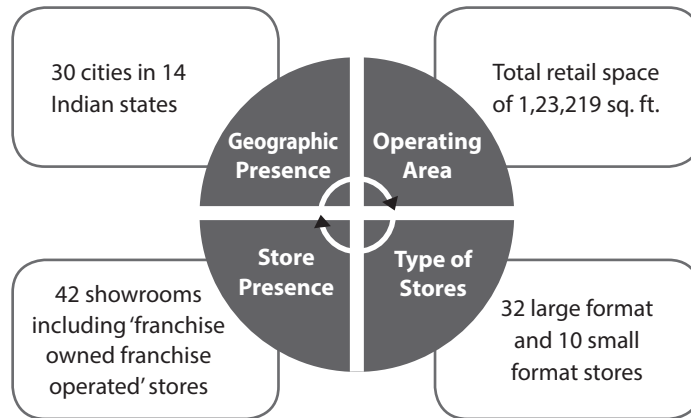 30 cities in 14
Indian states
Total retail space
of 1,23,219 sq. ft.
Geographic
Presence
Operating
Area
Store
Presence
Type of
Stores
42 showrooms
including ‘franchise
owned franchise
operated’ stores
32 large format
and 10 small
format stores